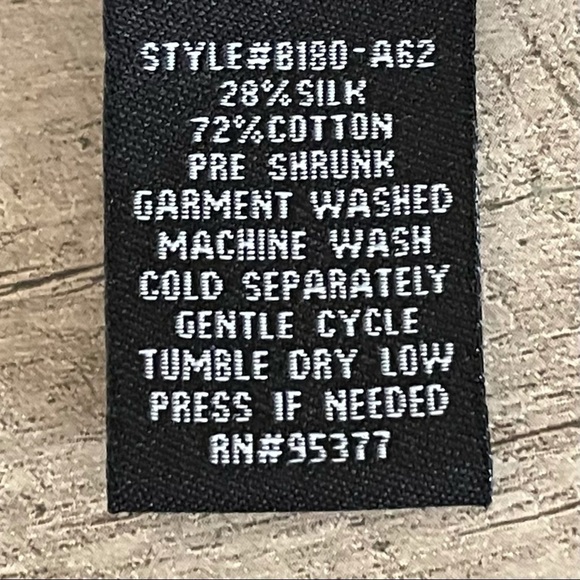 STYLE#8180-A62
28%SILK
72%COTTON
PRE SHRUNK
GARMENT WASHED
MACHINE WASH
COLD SEPARATELY
GENTLE CYCLE
TUMBLE DRY LOW
PRESS IF NEEDED
RN#95377